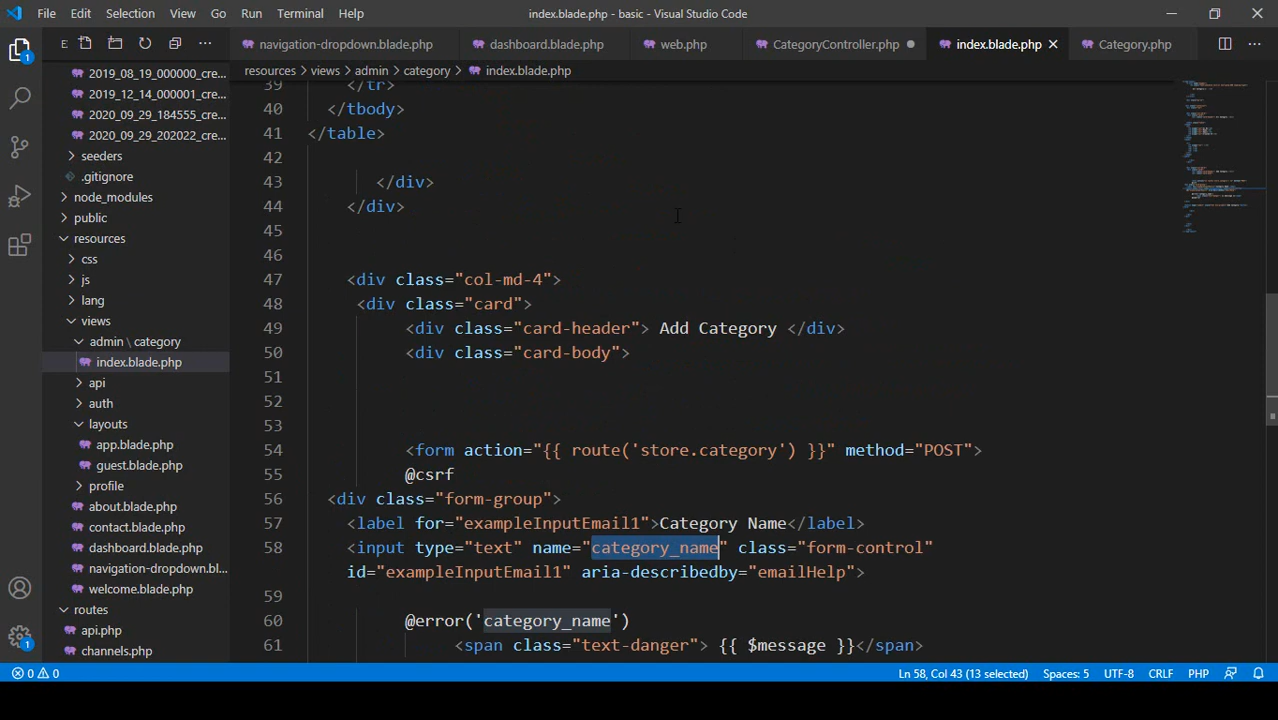 File Edit Selection View Go Run Terminal Help
index.blade.php - basic - Visual Studio Code
E
navigation-dropdown.blade.php
dashboard.blade.php
web.php
CategoryController.php
index.blade.php
Category.php
resources > views > admin > category > index.blade.php
2019_08_19_000000_cre...
2019_12_14_000001_cre...
2020_09_29_184555_cre...
2020_09_29_202022_cre...
seeders
.gitignore
node_modules
public
resources
css
js
lang
views
admin \ category
index.blade.php
api
auth
layouts
app.blade.php
guest.blade.php
profile
about.blade.php
contact.blade.php
dashboard.blade.php
navigation-dropdown.bl...
welcome.blade.php
routes
api.php
channels.php
1
1
39 </tr>
40 </tbody>
41 </table>
42
43 </div>
44 </div>
45
46
47 <div class="col-md-4">
48 <div class="card">
49 <div class="card-header"> Add Category </div>
50 <div class="card-body">
51
52
53
54 <form action="{{ route('store.category') }}" method="POST">
55 @csrf
56 <div class="form-group">
57 <label for="exampleInputEmail1">Category Name</label>
58 <input type="text" name="category_name" class="form-control"
id="exampleInputEmail1" aria-describedby="emailHelp">
59
60 @error('category_name')
61 <span class="text-danger"> {{ $message }}</span>
0 0
Ln 58, Col 43 (13 selected)
Spaces: 5
UTF-8
CRLF
PHP